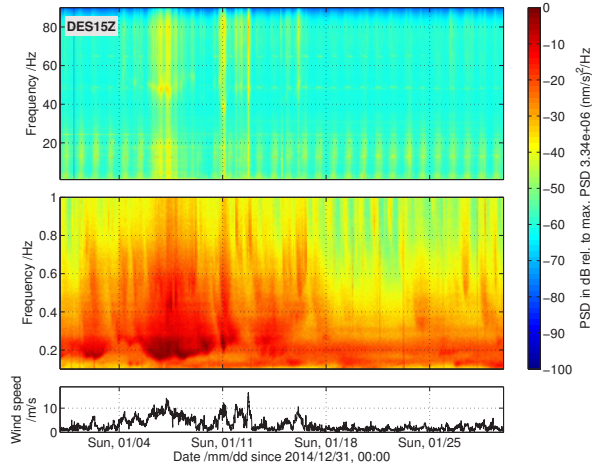 DES15Z
80
60
40
20
Frequency /Hz
1
0.8
0.6
0.4
0.2
Frequency /Hz
10
0
Wind speed
/m/s
Sun, 01/04 Sun, 01/11 Sun, 01/18 Sun, 01/25
Date /mm/dd since 2014/12/31, 00:00
0
−10
−20
−30
−40
−50
−60
−70
−80
−90
−100
PSD in dB rel. to max. PSD 3.34e+06 (nm/s)²/Hz